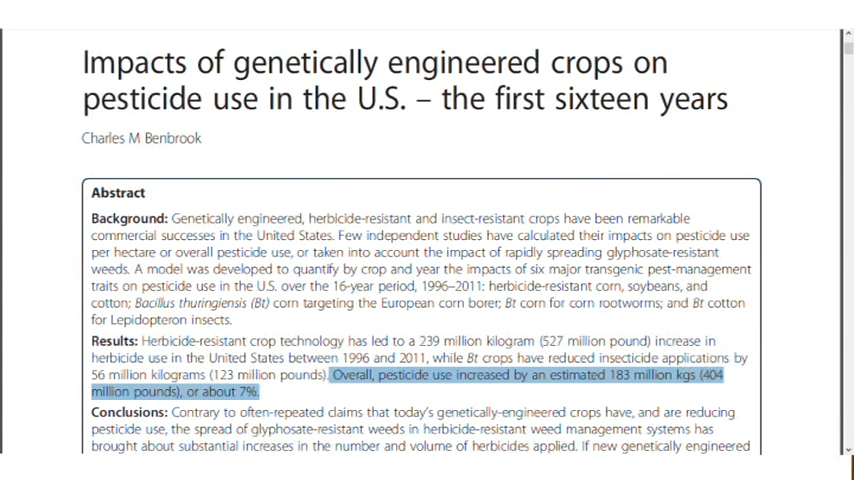 Impacts of genetically engineered crops on
pesticide use in the U.S. – the first sixteen years
Charles M Benbrook
Abstract
Background: Genetically engineered, herbicide-resistant and insect-resistant crops have been remarkable
commercial successes in the United States. Few independent studies have calculated their impacts on pesticide use
per hectare or overall pesticide use, or taken into account the impact of rapidly spreading glyphosate-resistant
weeds. A model was developed to quantify by crop and year the impacts of six major transgenic pest-management
traits on pesticide use in the U.S. over the 16-year period, 1996–2011: herbicide-resistant corn, soybeans, and
cotton; Bacillus thuringiensis (Bt) corn targeting the European corn borer; Bt corn for corn rootworms; and Bt cotton
for Lepidopteron insects.
Results: Herbicide-resistant crop technology has led to a 239 million kilogram (527 million pound) increase in
herbicide use in the United States between 1996 and 2011, while Bt crops have reduced insecticide applications by
56 million kilograms (123 million pounds). Overall, pesticide use increased by an estimated 183 million kgs (404
million pounds), or about 7%.
Conclusions: Contrary to often-repeated claims that today's genetically-engineered crops have, and are reducing
pesticide use, the spread of glyphosate-resistant weeds in herbicide-resistant weed management systems has
brought about substantial increases in the number and volume of herbicides applied. If new genetically engineered